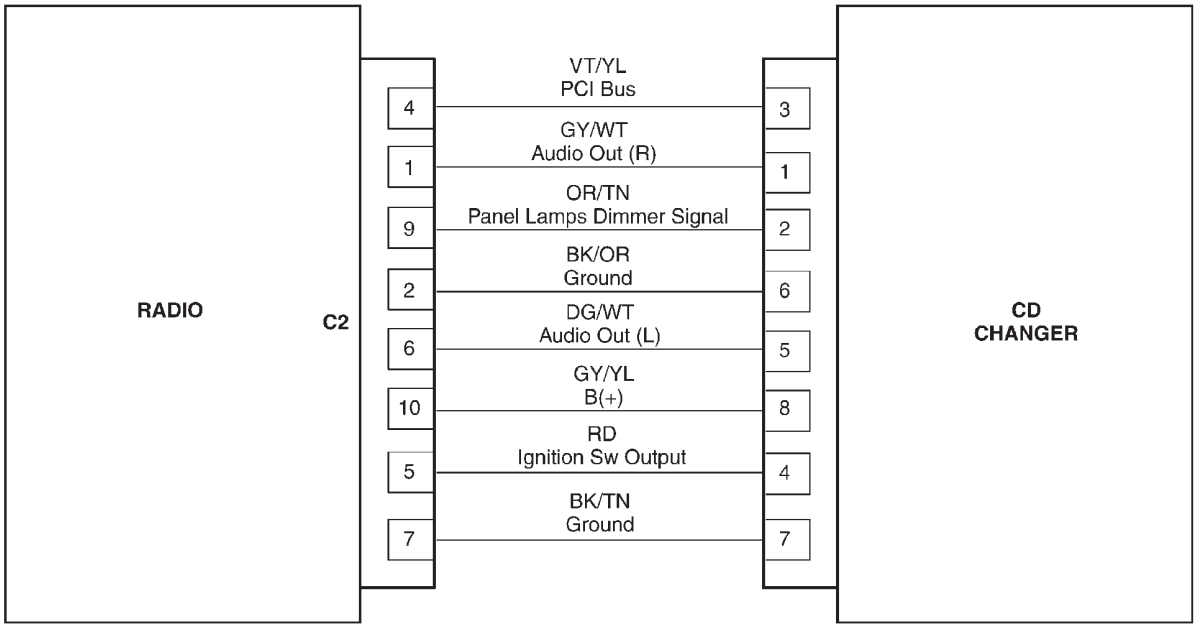 VT/YL
PCI Bus
4
3
GY/WT
Audio Out (R)
1
1
OR/TN
Panel Lamps Dimmer Signal
9
2
BK/OR
Ground
2
6
RADIO
C2
CD
CHANGER
DG/WT
Audio Out (L)
6
5
GY/YL
B(+)
10
8
RD
Ignition Sw Output
5
4
BK/TN
Ground
7
7